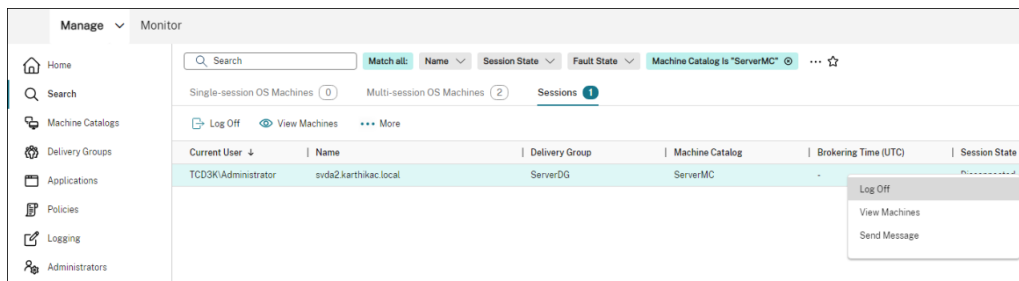 Manage Monitor
Home
Search
Machine Catalogs
Delivery Groups
Applications
Policies
Logging
Administrators
Search Match all: Name Session State Fault State Machine Catalog Is "ServerMC" ...
Single-session OS Machines 0 Multi-session OS Machines 2 Sessions 1
Log Off View Machines ... More
Current User Name Delivery Group Machine Catalog Brokering Time (UTC) Session State
TCD3K\Administrator svda2.karthikac.local ServerDG ServerMC - Disconnected
Log Off
View Machines
Send Message